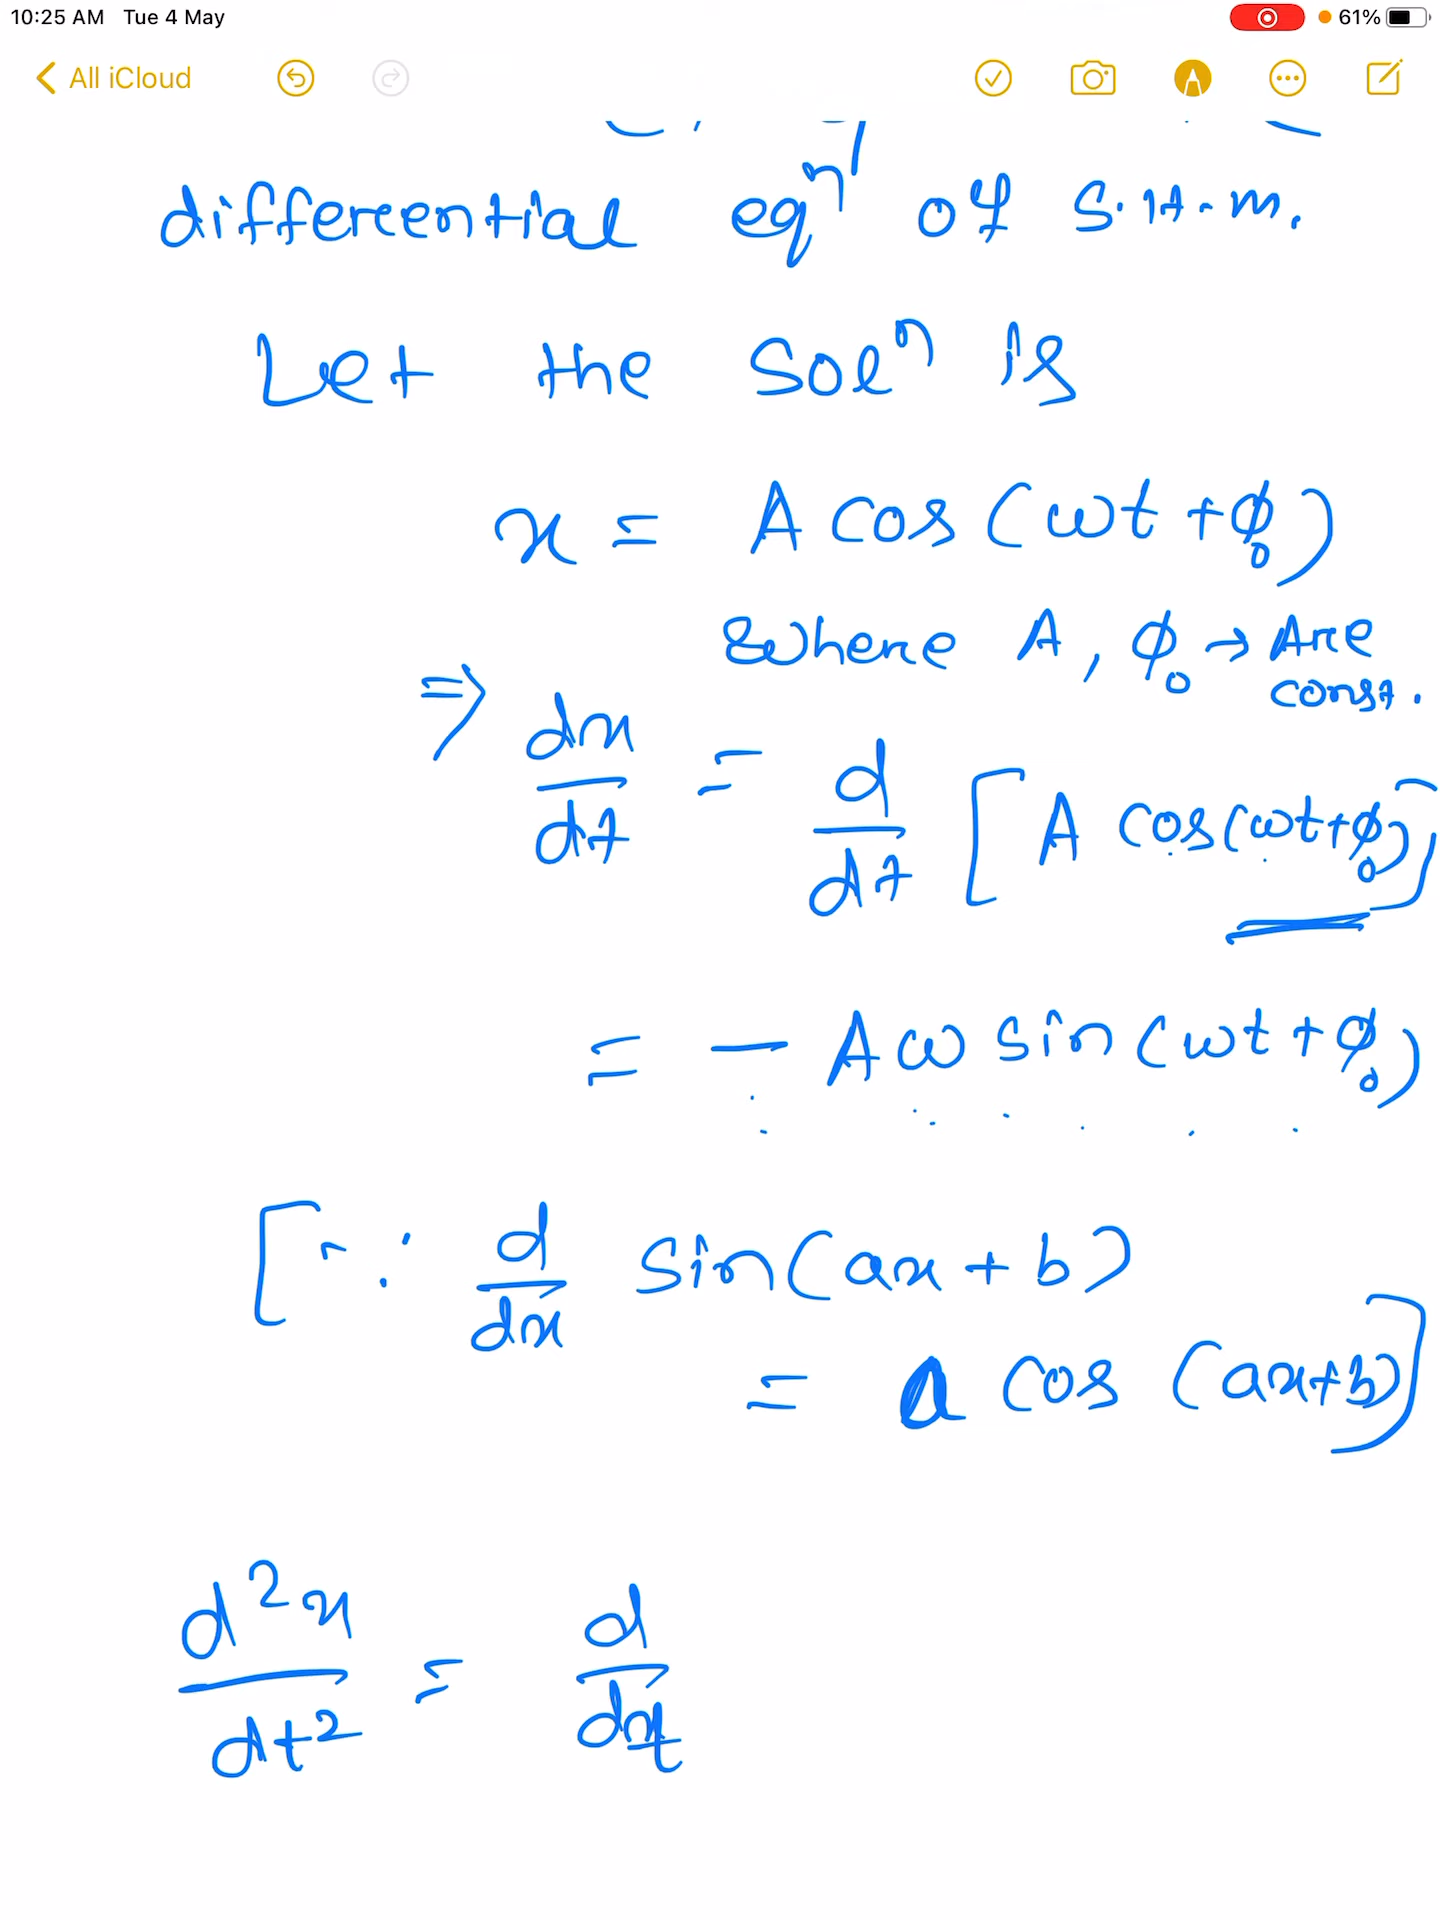 10:25 AM Tue 4 May 61%
All iCloud
differential eqⁿ of S.H.M.
Let the Solⁿ is
x = A cos (ωt + ϕ₀)
where A, ϕ₀ → Are
const.
⇒ dx/dt = d/dt [A cos(ωt+ϕ₀)]
= - Aω sin (ωt + ϕ₀)
[∵ d/dx sin(ax+b)
= a cos (ax+b)]
d²x/dt² =